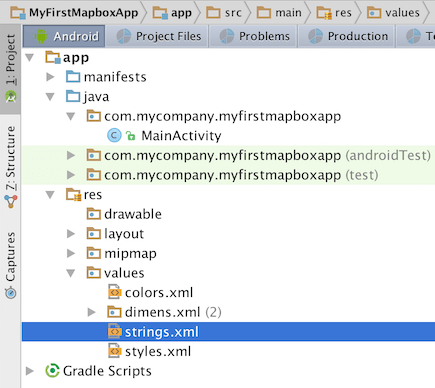 MyFirstMapboxApp app src main res values
Android Project Files Problems Production
1: Project
7: Structure
Captures
app
manifests
java
com.mycompany.myfirstmapboxapp
MainActivity
com.mycompany.myfirstmapboxapp (androidTest)
com.mycompany.myfirstmapboxapp (test)
res
drawable
layout
mipmap
values
colors.xml
dimens.xml (2)
strings.xml
styles.xml
Gradle Scripts